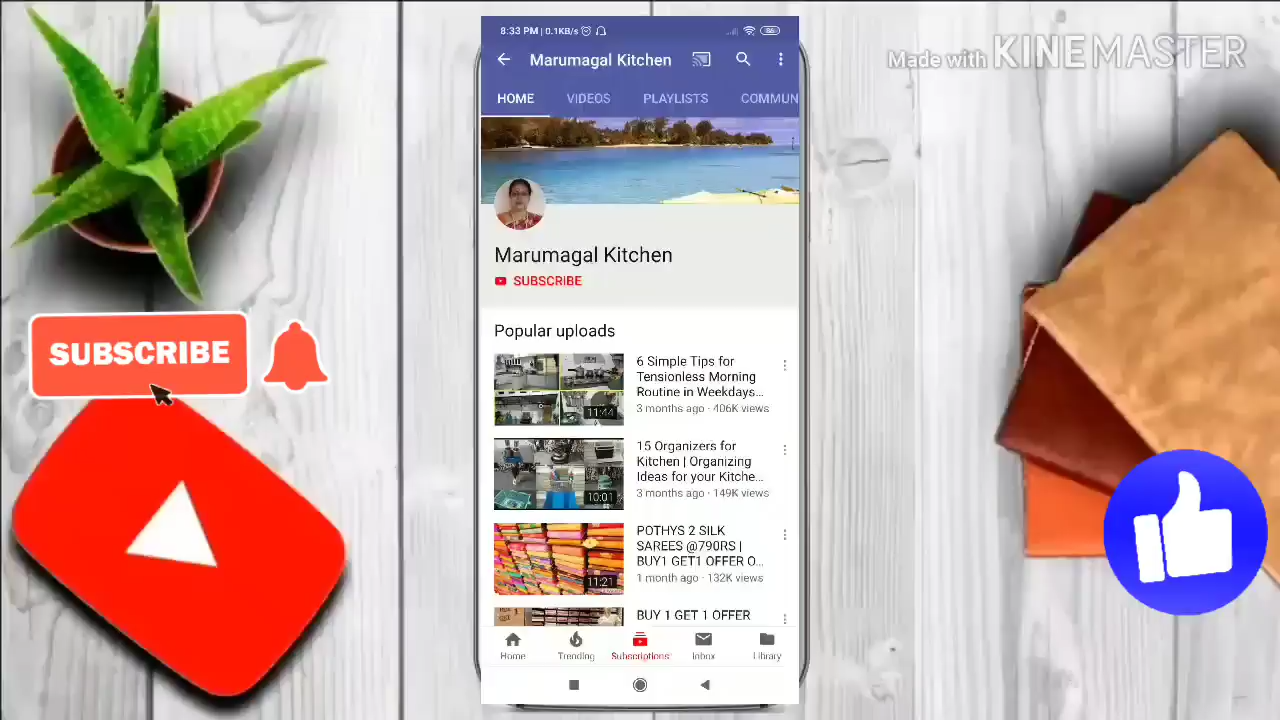 8:33 PM | 0.1KB/s
Marumagal Kitchen
HOME VIDEOS PLAYLISTS COMMUN
Marumagal Kitchen
SUBSCRIBE
Popular uploads
6 Simple Tips for
Tensionless Morning
Routine in Weekdays...
3 months ago · 406K views
11:44
15 Organizers for
Kitchen | Organizing
Ideas for your Kitche...
3 months ago · 149K views
10:01
POTHYS 2 SILK
SAREES @790RS |
BUY1 GET1 OFFER O...
1 month ago · 132K views
11:21
BUY 1 GET 1 OFFER
Home Trending Subscriptions Inbox Library
SUBSCRIBE
Made with KINEMASTER